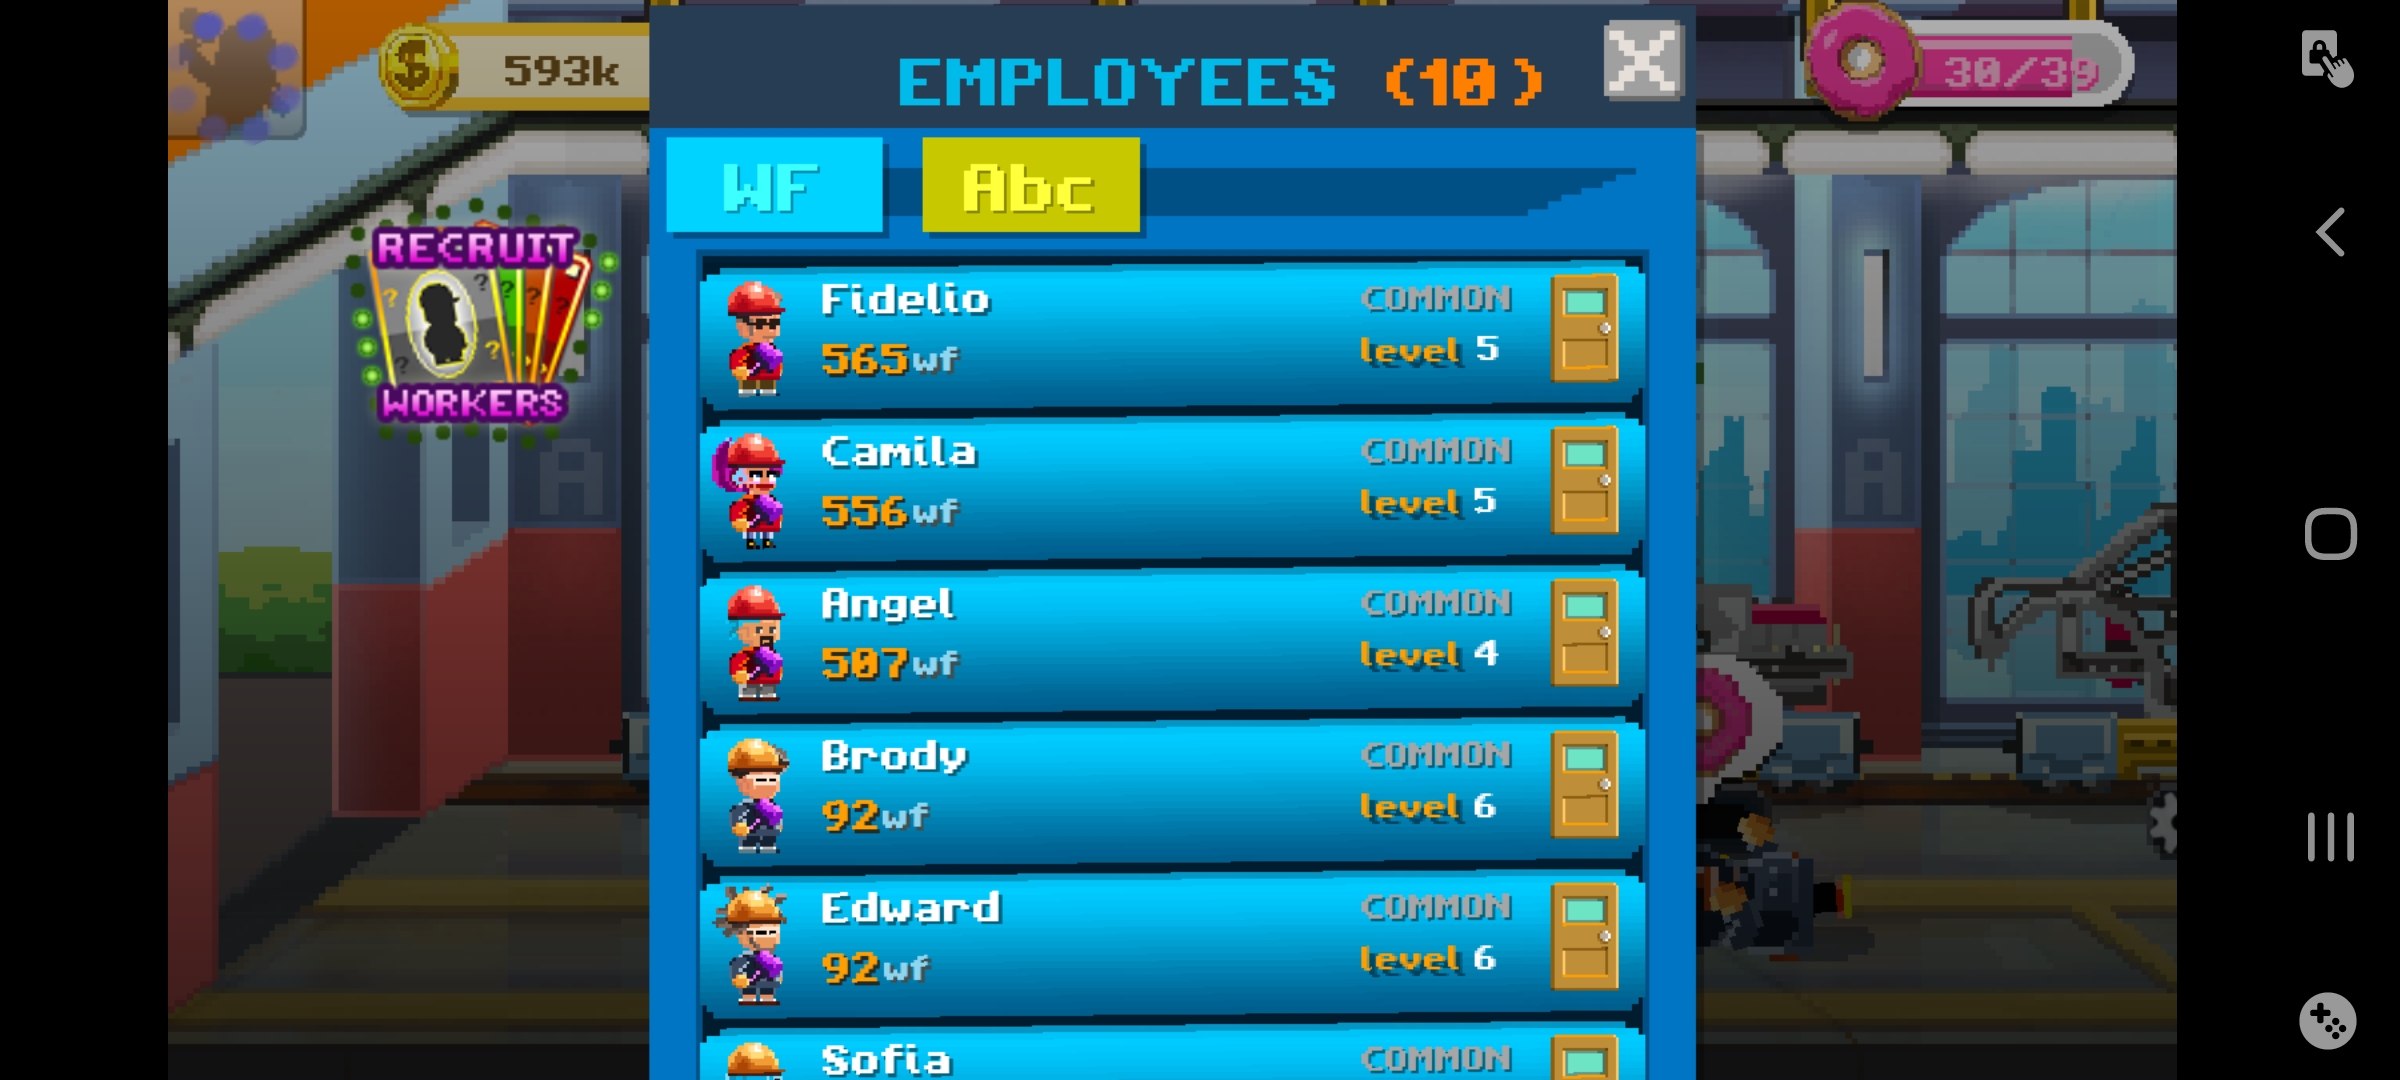 593k
EMPLOYEES (10)
30/39
WF
Abc
RECRUIT
WORKERS
Fidelio
COMMON
565wf
level 5
Camila
COMMON
556wf
level 5
Angel
COMMON
507wf
level 4
Brody
COMMON
92wf
level 6
Edward
COMMON
92wf
level 6
Sofia
COMMON
A
A